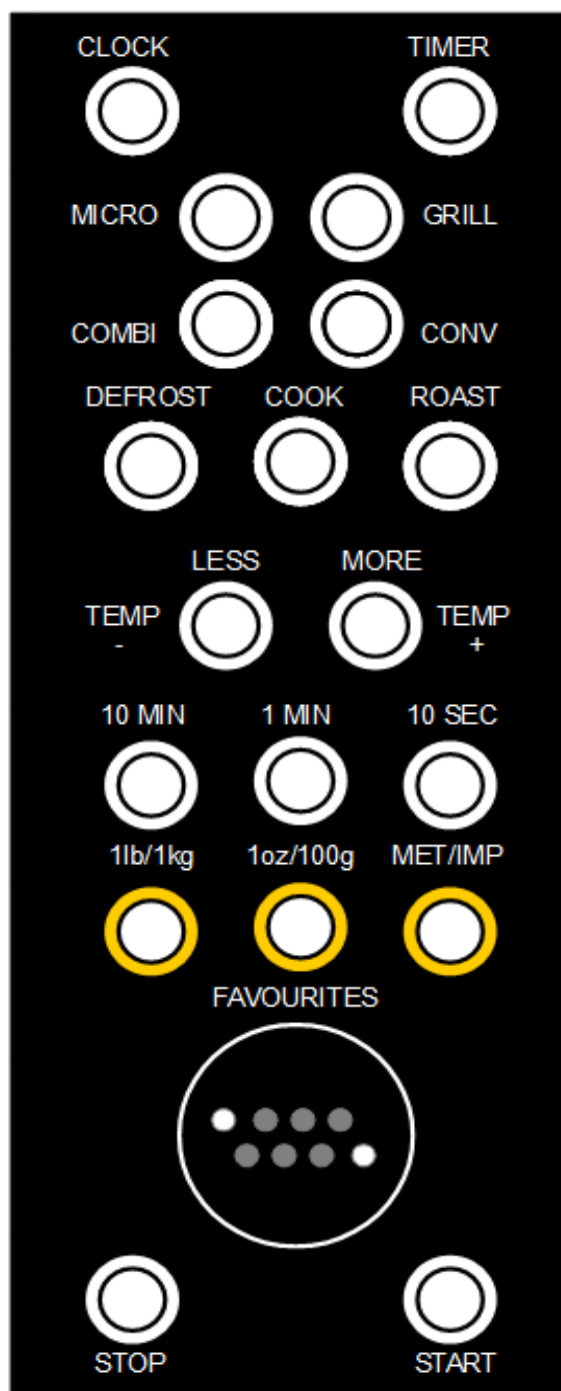 CLOCK TIMER
MICRO GRILL
COMBI CONV
DEFROST COOK ROAST
LESS MORE
TEMP TEMP
- +
10 MIN 1 MIN 10 SEC
1lb/1kg 1oz/100g MET/IMP
FAVOURITES
STOP START